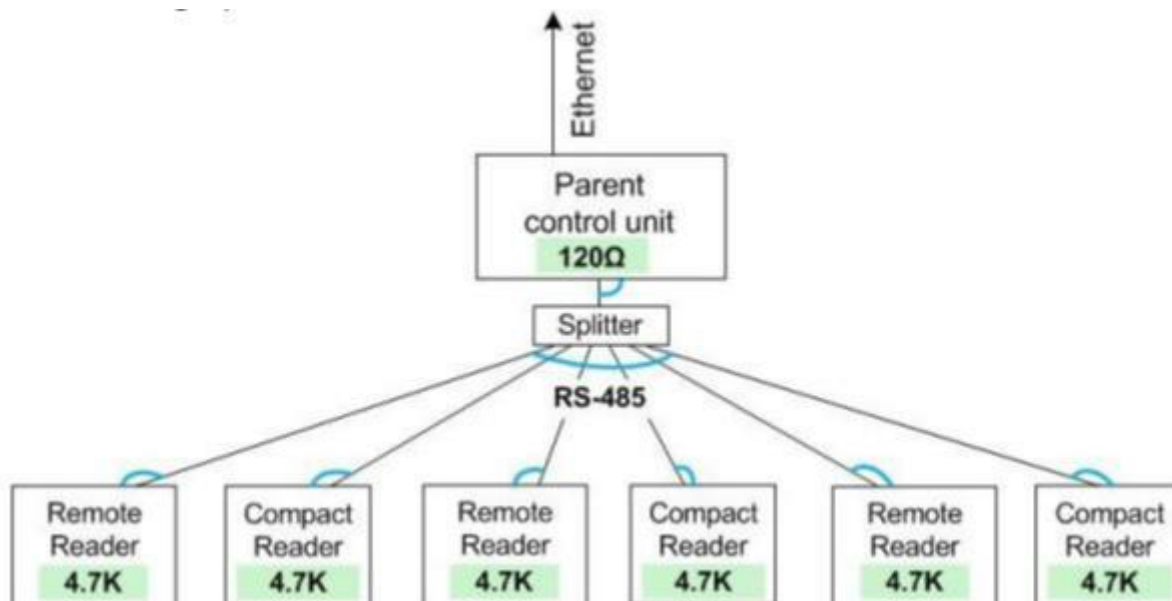 Ethernet
Parent
control unit
120Ω
Splitter
RS-485
Remote
Reader
4.7K
Compact
Reader
4.7K
Remote
Reader
4.7K
Compact
Reader
4.7K
Remote
Reader
4.7K
Compact
Reader
4.7K